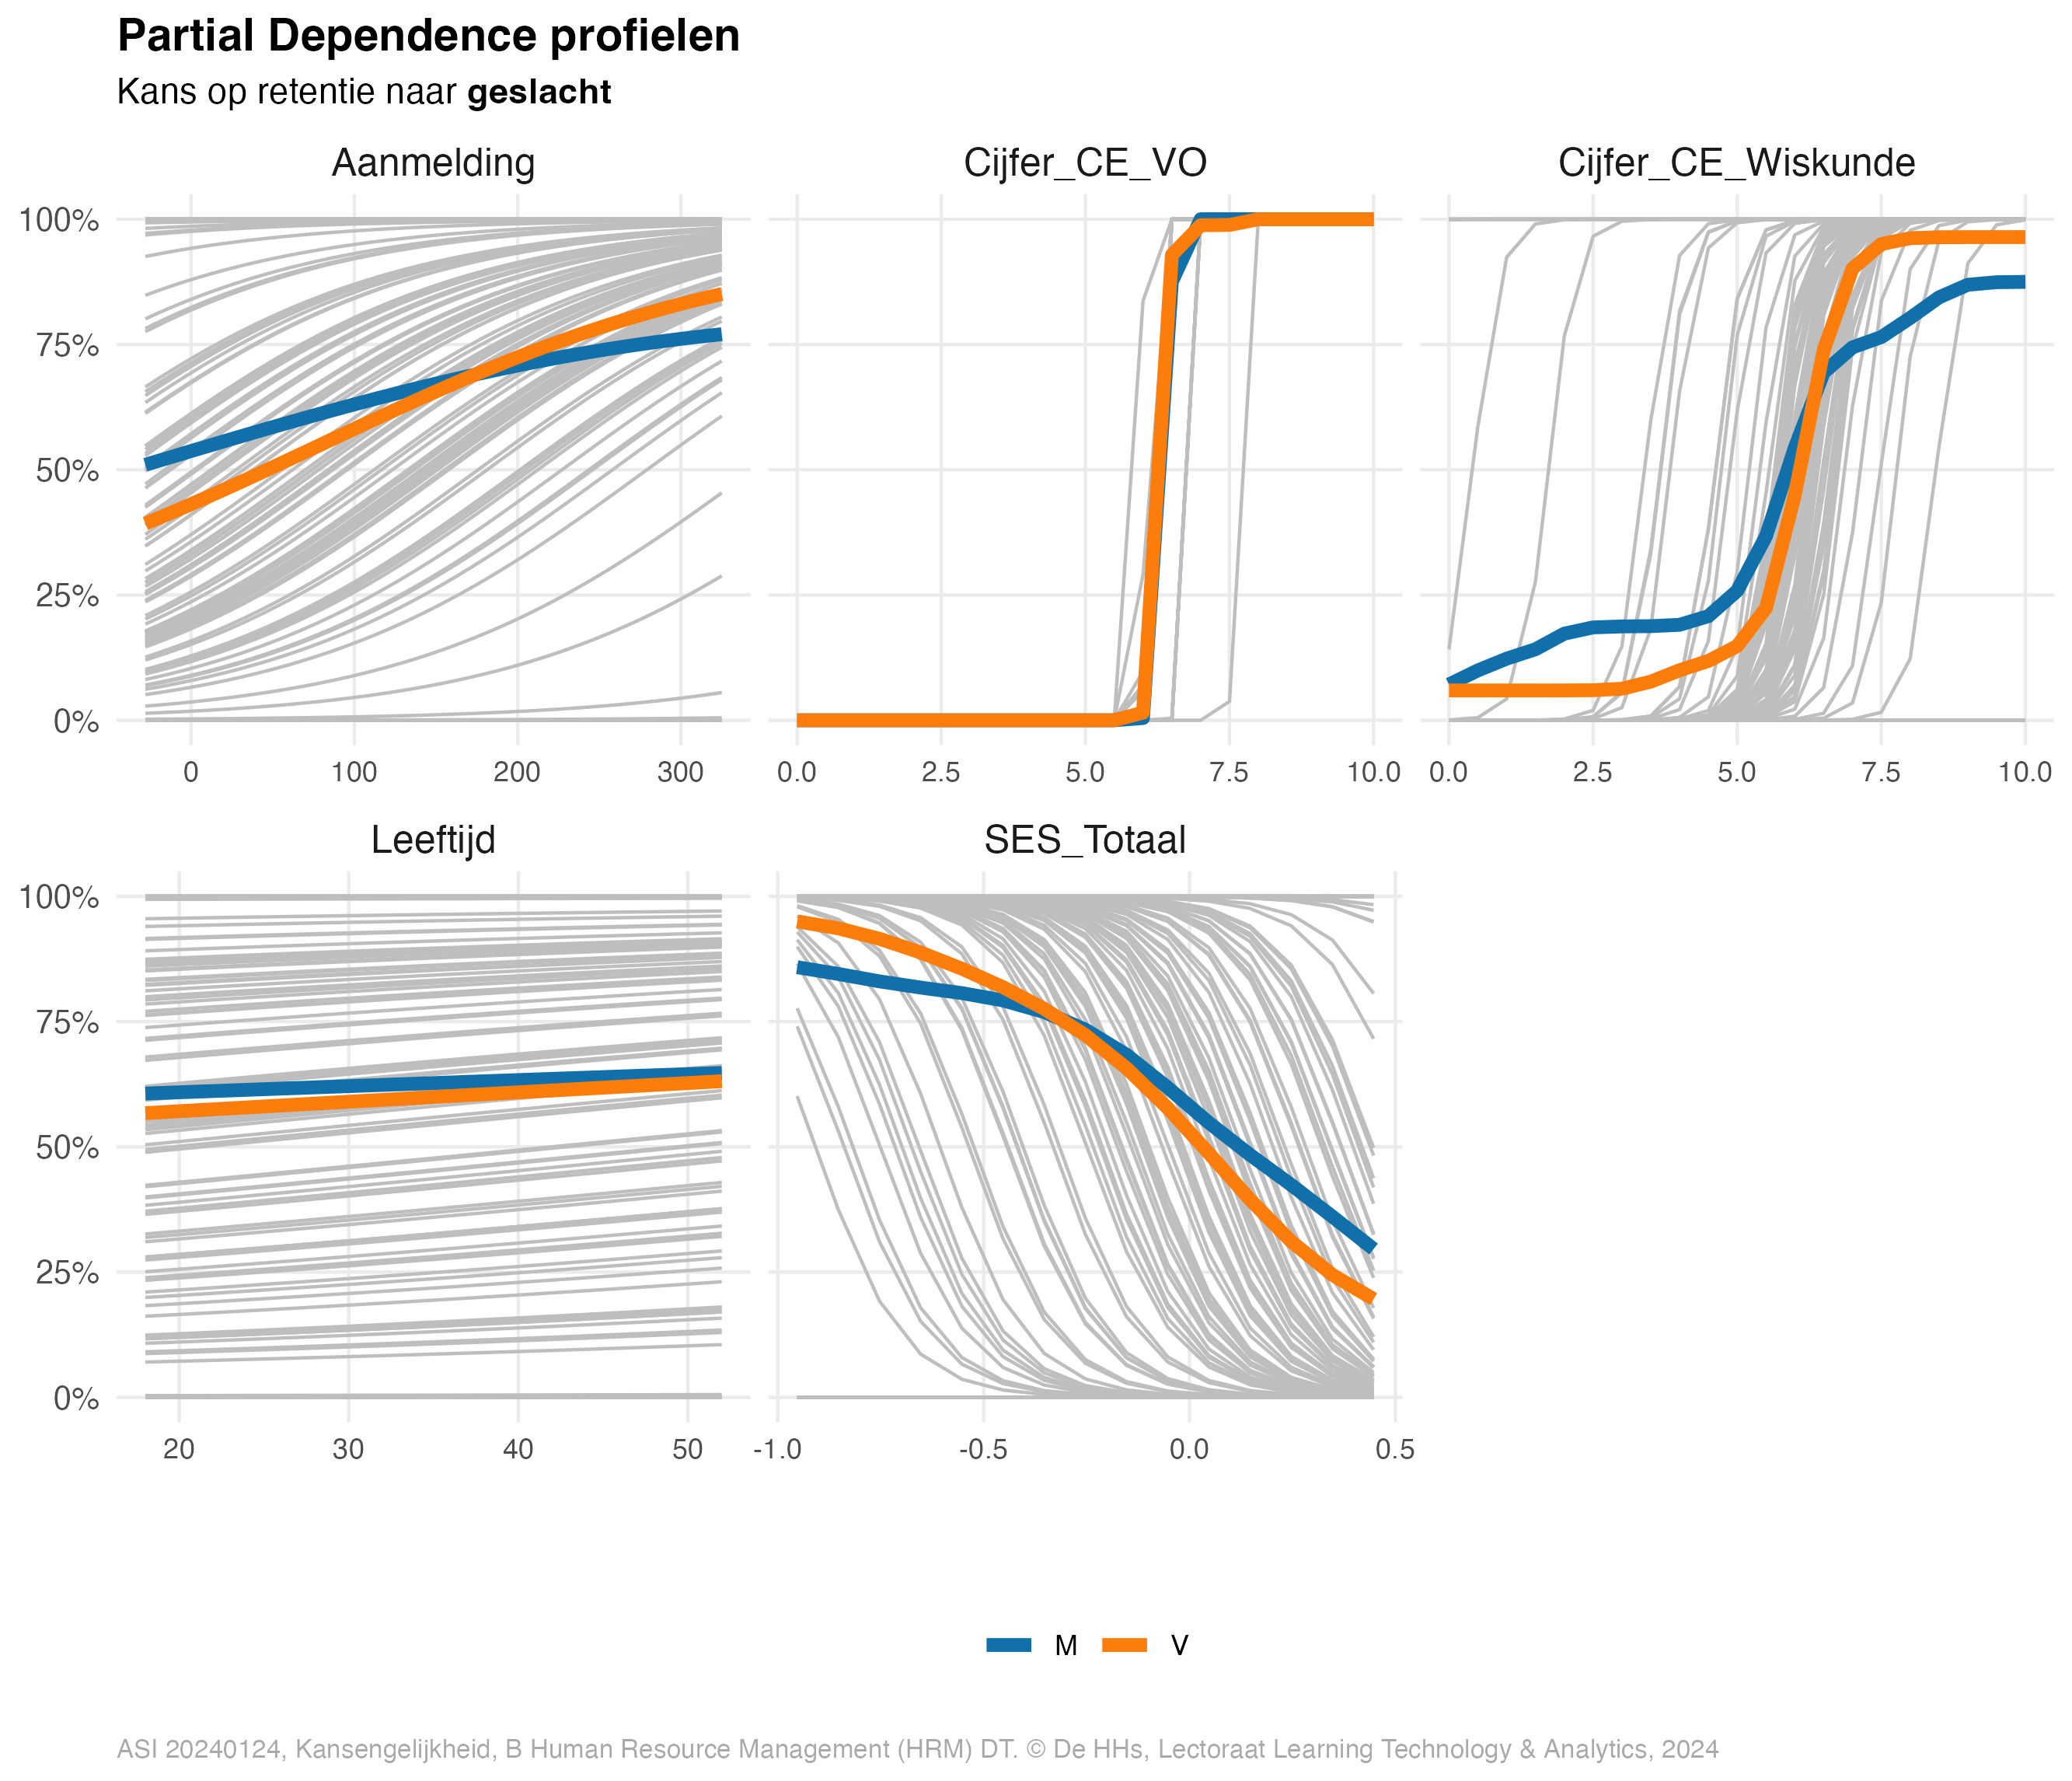 Partial Dependence profielen
Kans op retentie naar geslacht
Aanmelding
Cijfer_CE_VO
Cijfer_CE_Wiskunde
100%
75%
50%
25%
0%
0 100 200 300
0.0 2.5 5.0 7.5 10.0
0.0 2.5 5.0 7.5 10.0
Leeftijd
SES_Totaal
100%
75%
50%
25%
0%
20 30 40 50
-1.0 -0.5 0.0 0.5
M V
ASI 20240124, Kansengelijkheid, B Human Resource Management (HRM) DT. © De HHs, Lectoraat Learning Technology & Analytics, 2024